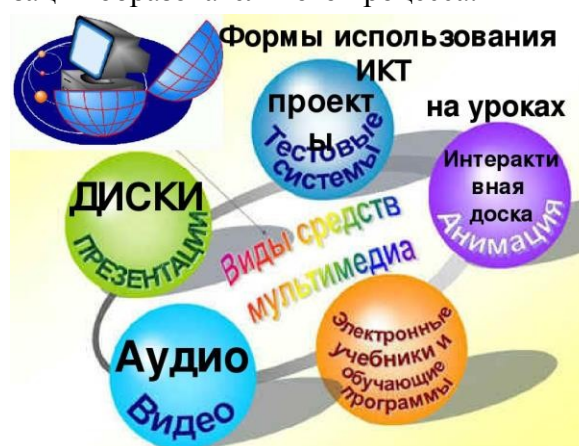 Формы использования
ИКТ
на уроках
проект
ы
Тестовые
системы
Интеракти
вная
доска
Анимация
ДИСКИ
ПРЕЗЕНТАЦИИ
Виды средств
мультимедиа
Аудио
Видео
Электронные
учебники и
обучающие
программы